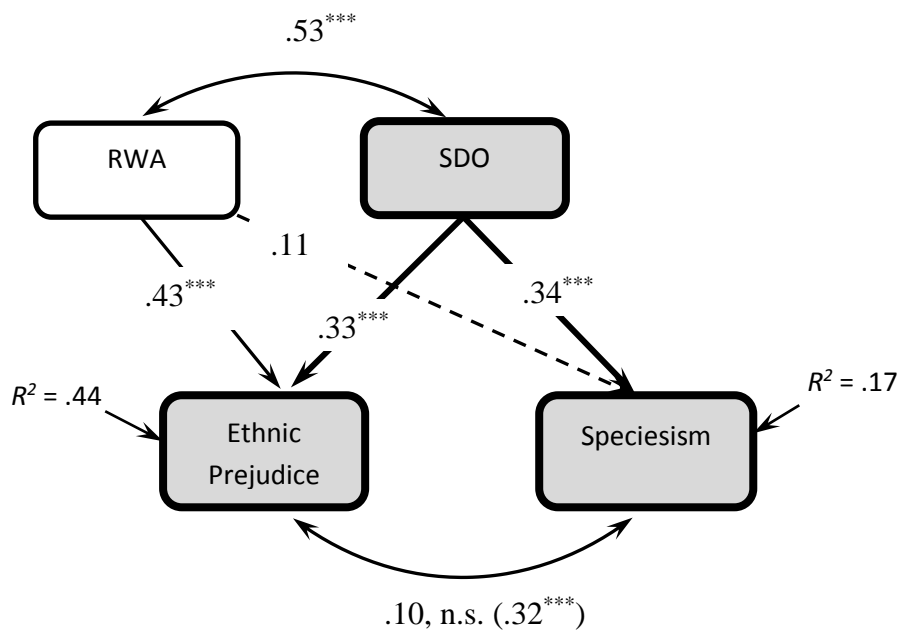 .53***
RWA
SDO
.11
.43***
.34***
.33***
R² = .44
R² = .17
Ethnic
Prejudice
Speciesism
.10, n.s. (.32***)